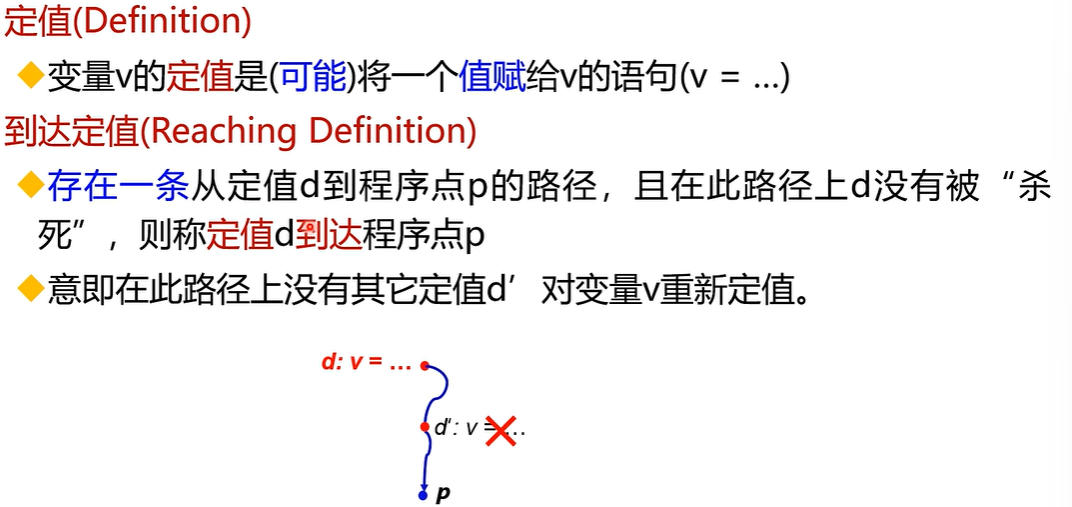 定值(Definition)
◆变量v的定值是(可能)将一个值赋给v的语句(v = …)
到达定值(Reaching Definition)
◆存在一条从定值d到程序点p的路径，且在此路径上d没有被“杀
死”，则称定值d到达程序点p
◆意即在此路径上没有其它定值d’对变量v重新定值。
d: v = …
d': v = …
p